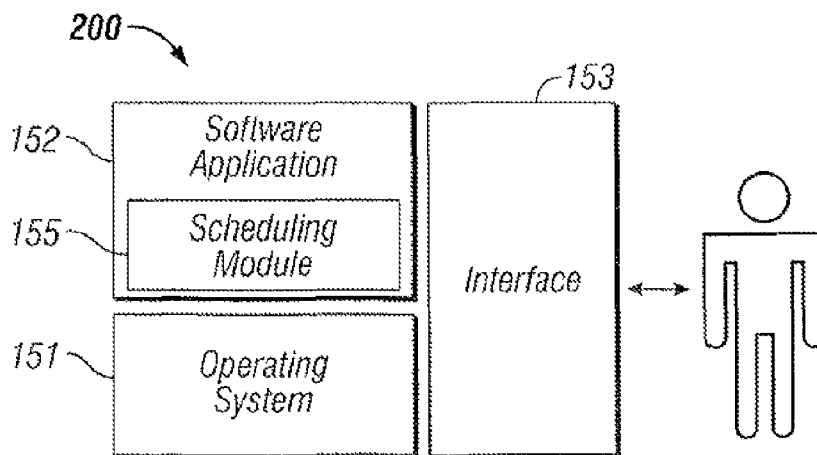 200
153
152
Software
Application
155
Scheduling
Module
Interface
151
Operating
System